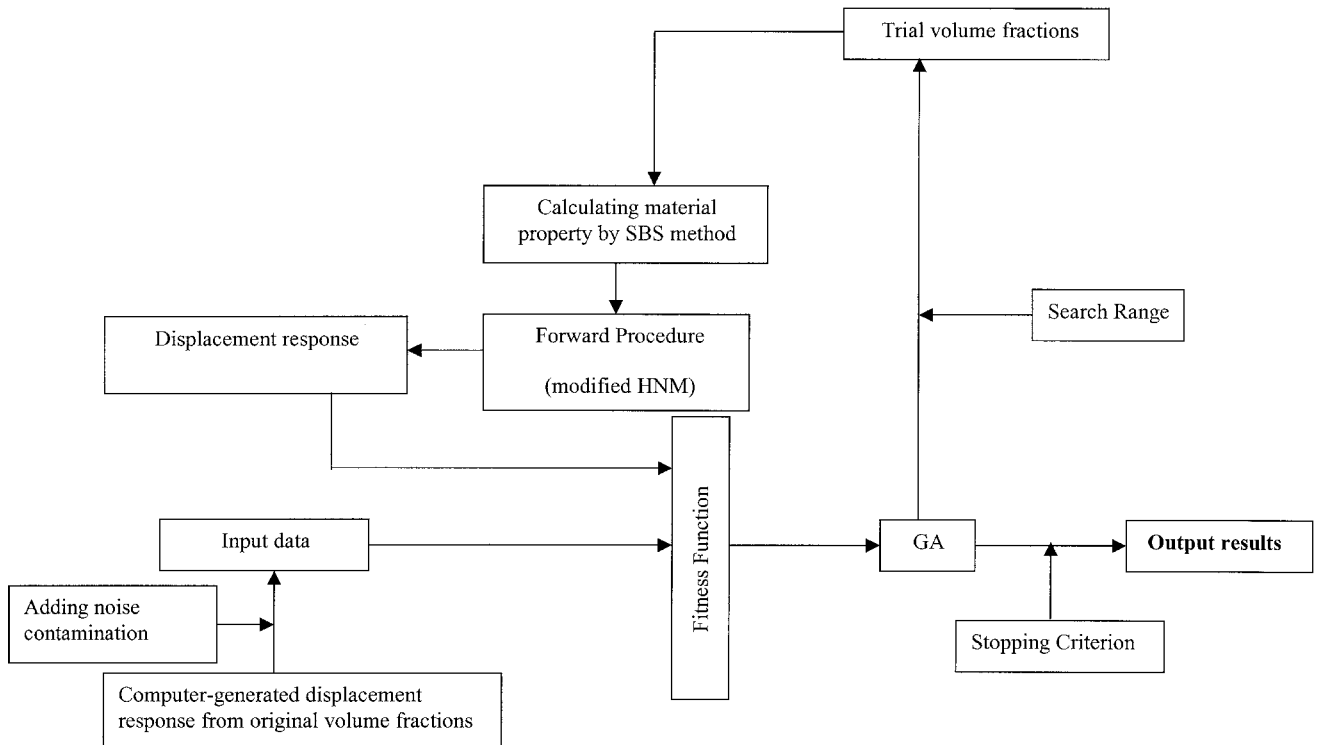 Trial volume fractions
Calculating material
property by SBS method
Search Range
Displacement response
Forward Procedure
(modified HNM)
Fitness Function
Input data
GA
Output results
Adding noise
contamination
Stopping Criterion
Computer-generated displacement
response from original volume fractions